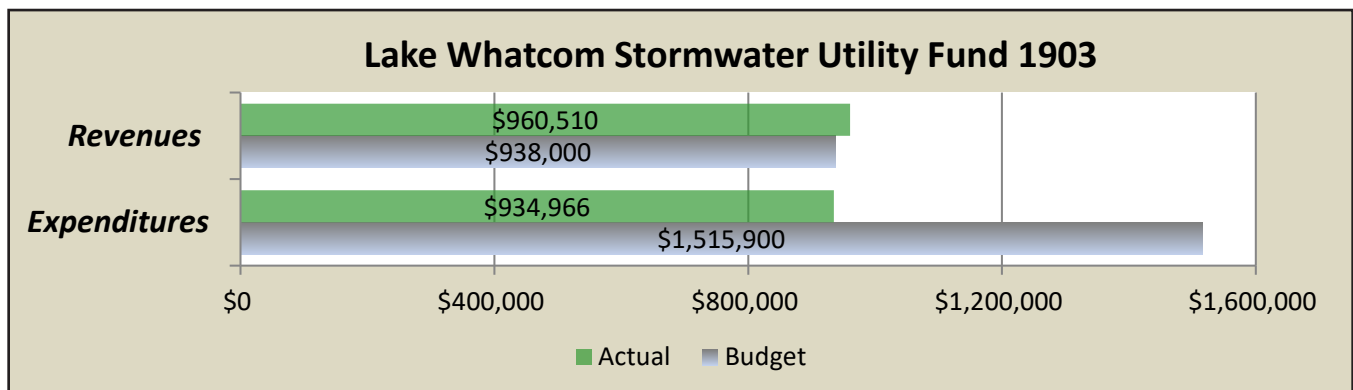 Lake Whatcom Stormwater Utility Fund 1903
Revenues
$960,510
$938,000
Expenditures
$934,966
$1,515,900
$0 $400,000 $800,000 $1,200,000 $1,600,000
Actual Budget